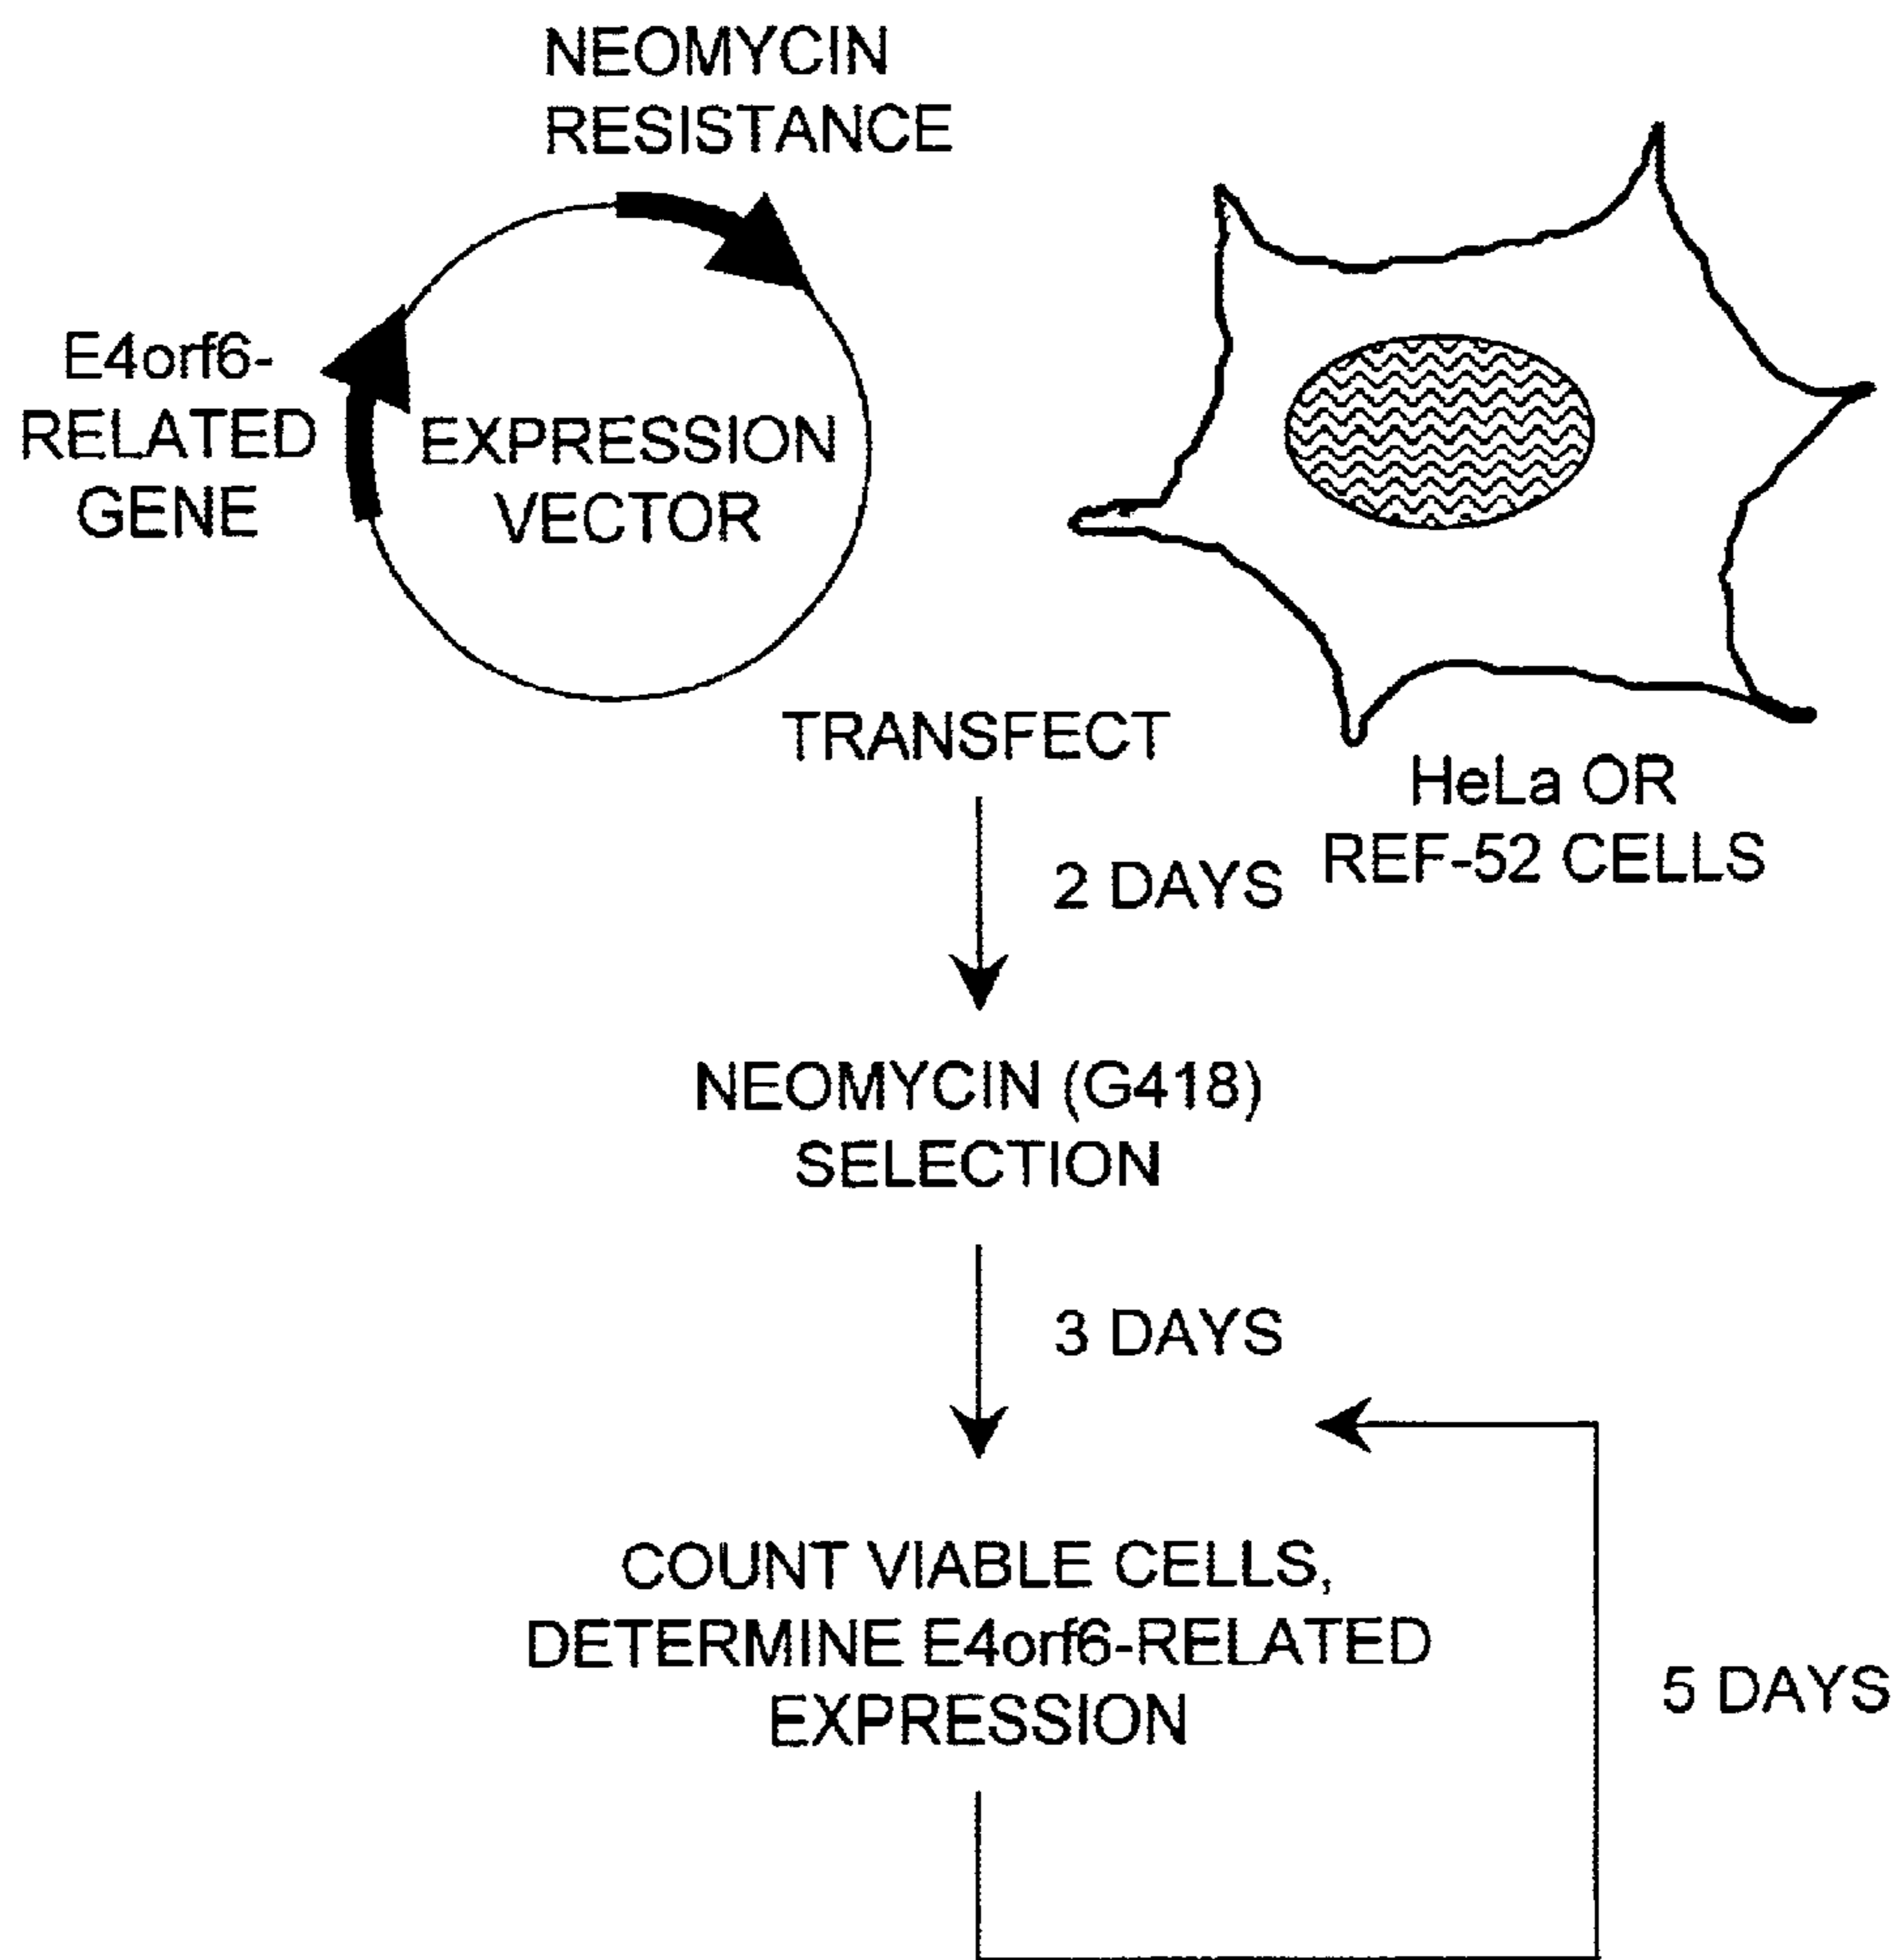 NEOMYCIN
RESISTANCE
E4orf6-
RELATED
GENE
EXPRESSION
VECTOR
TRANSFECT
HeLa OR
REF-52 CELLS
2 DAYS
NEOMYCIN (G418)
SELECTION
3 DAYS
COUNT VIABLE CELLS,
DETERMINE E4orf6-RELATED
EXPRESSION
5 DAYS